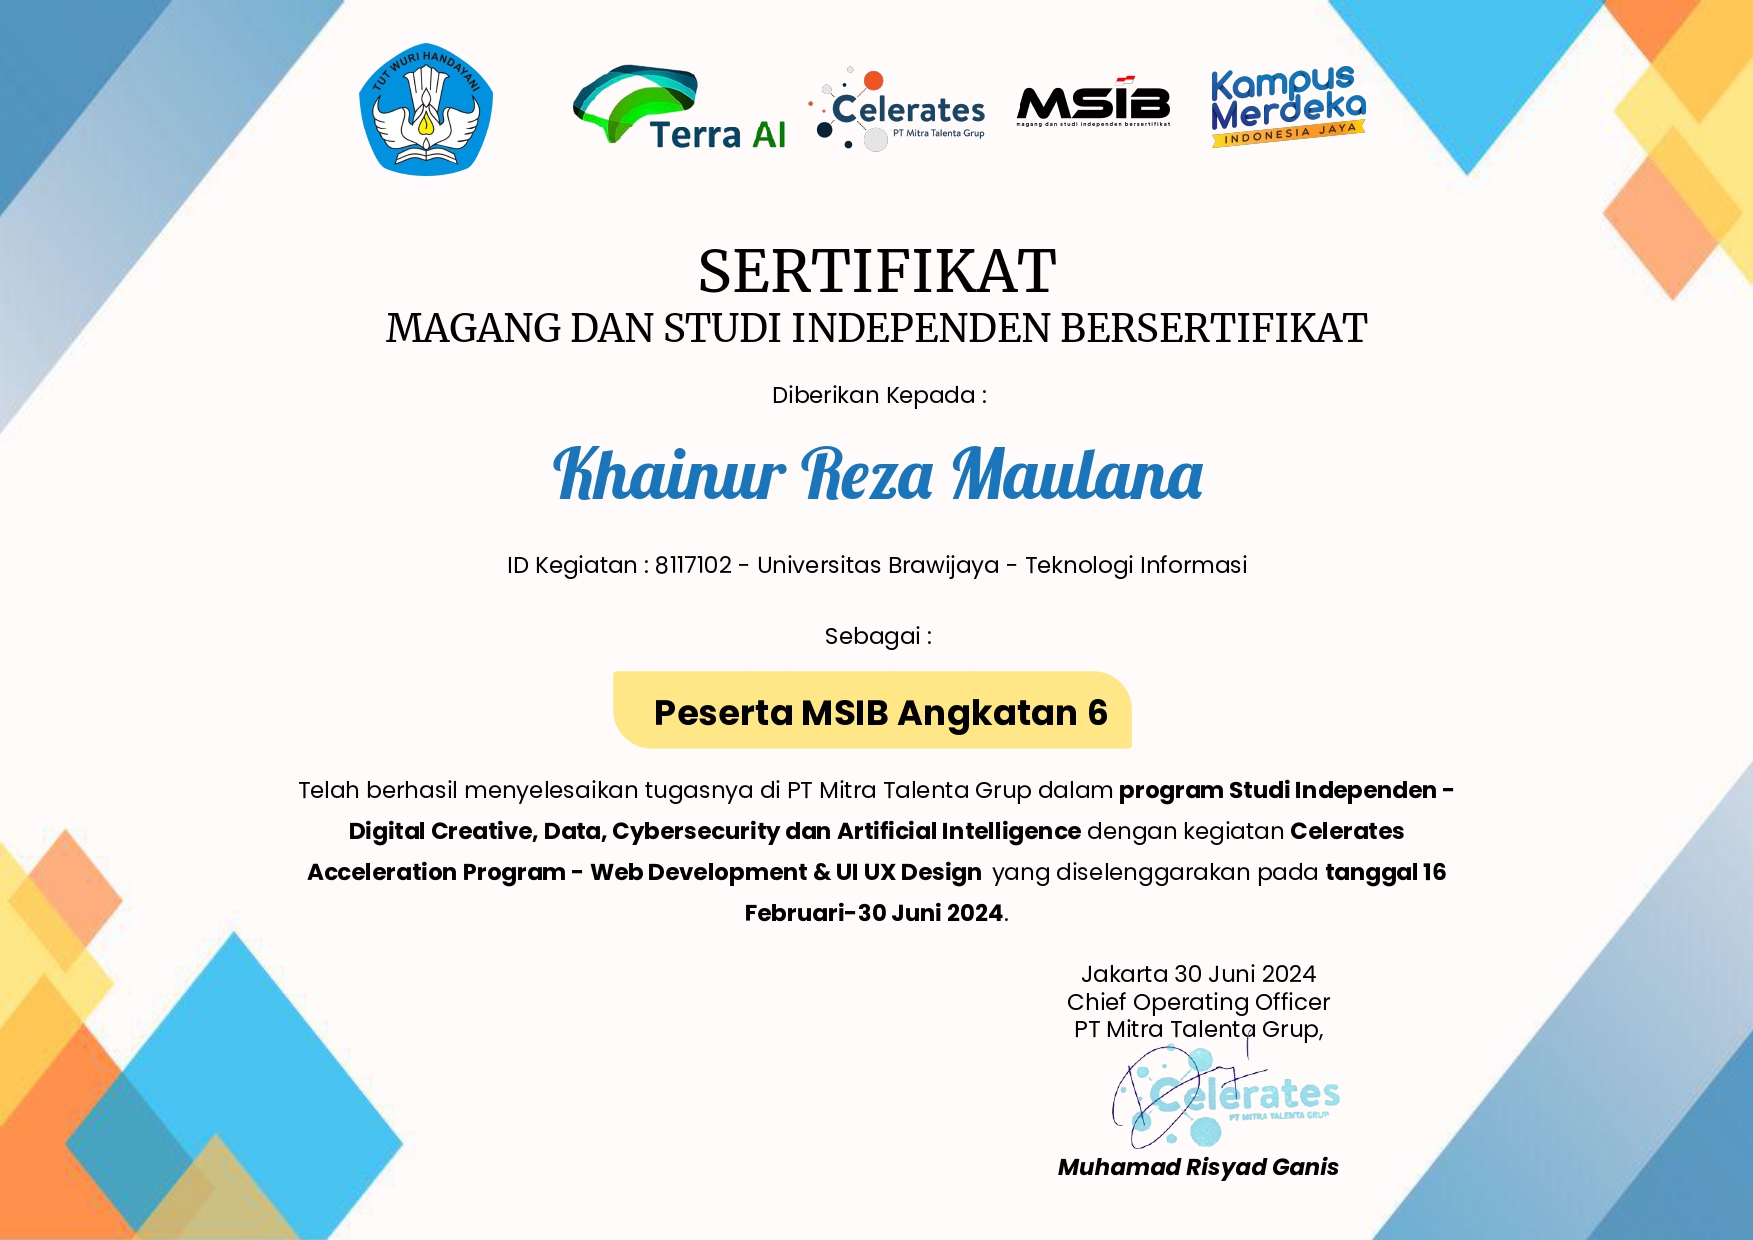 TUT WURI HANDAYANI
Terra AI
Celerates
PT Mitra Talenta Grup
MSIB
magang dan studi independen bersertifikat
Kampus
Merdeka
INDONESIA JAYA
SERTIFIKAT
MAGANG DAN STUDI INDEPENDEN BERSERTIFIKAT
Diberikan Kepada :
Khainur Reza Maulana
ID Kegiatan : 8117102 - Universitas Brawijaya - Teknologi Informasi
Sebagai :
Peserta MSIB Angkatan 6
Telah berhasil menyelesaikan tugasnya di PT Mitra Talenta Grup dalam program Studi Independen -
Digital Creative, Data, Cybersecurity dan Artificial Intelligence dengan kegiatan Celerates
Acceleration Program - Web Development & UI UX Design yang diselenggarakan pada tanggal 16
Februari-30 Juni 2024.
Jakarta 30 Juni 2024
Chief Operating Officer
PT Mitra Talenta Grup,
Celerates
PT MITRA TALENTA GRUP
Muhamad Risyad Ganis